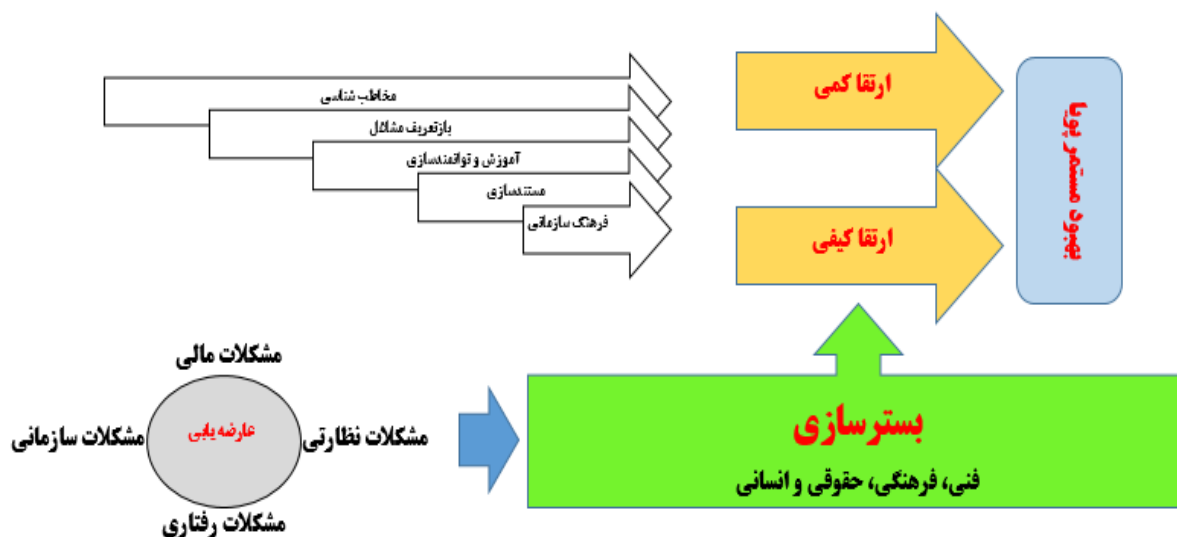 مخاطب شناسی
بازتعریف مشاغل
آموزش و توانمندسازی
مستندسازی
فرهنگ سازمانی
ارتقا کمی
ارتقا کیفی
بهبود مستمر پویا
مشکلات مالی
مشکلات سازمانی
عارضه یابی
مشکلات نظارتی
مشکلات رفتاری
بسترسازی
فنی، فرهنگی، حقوقی و انسانی